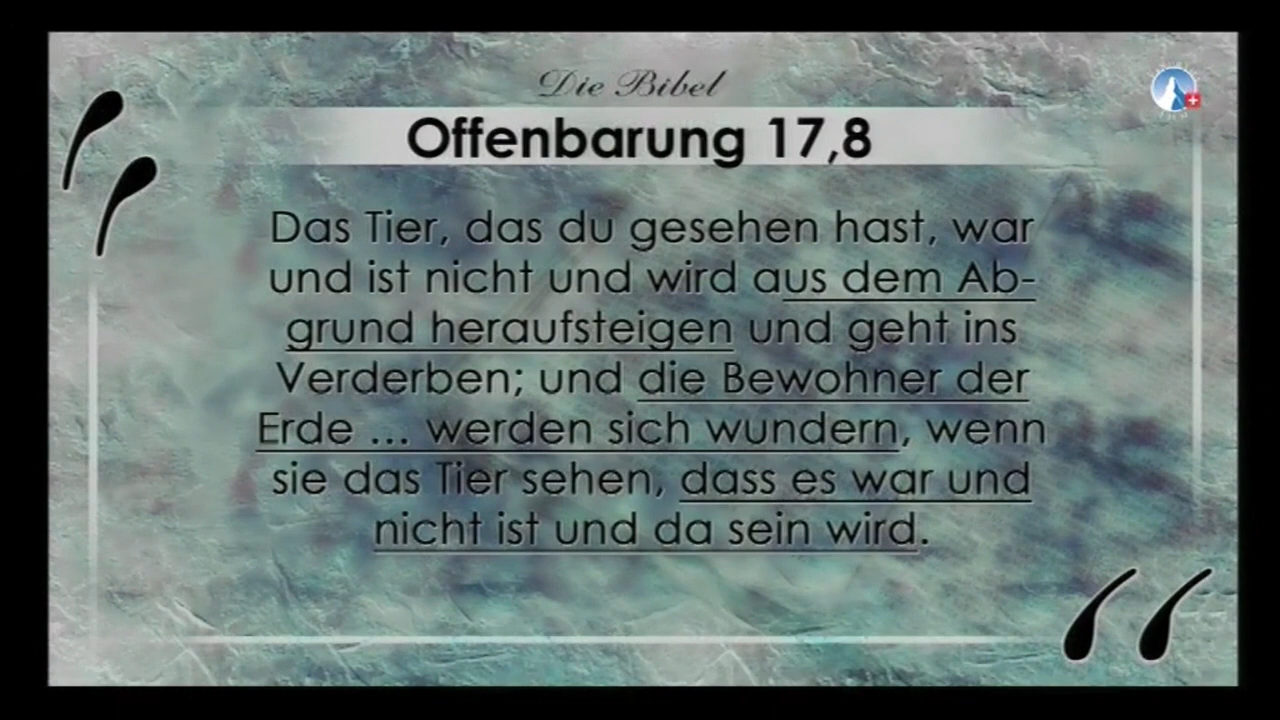 Die Bibel
Offenbarung 17,8
Das Tier, das du gesehen hast, war
und ist nicht und wird aus dem Ab-
grund heraufsteigen und geht ins
Verderben; und die Bewohner der
Erde ... werden sich wundern, wenn
sie das Tier sehen, dass es war und
nicht ist und da sein wird.